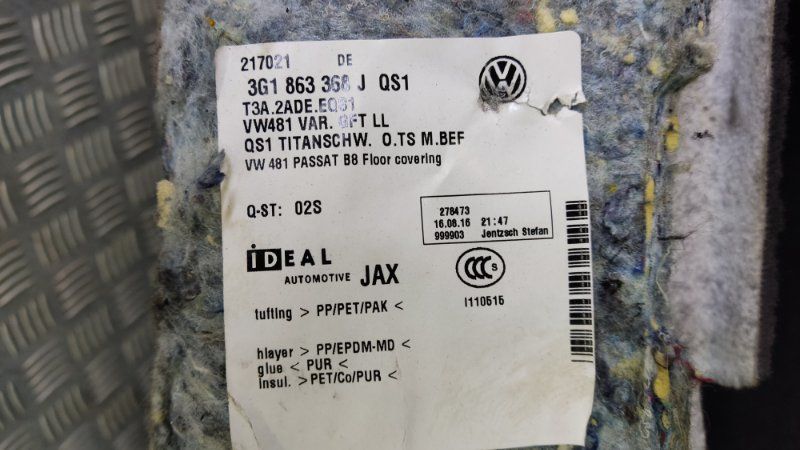 217021 DE
3G1 863 368 J QS1
T3A.2ADE.EQS1
VW481 VAR. GFT LL
QS1 TITANSCHW. O.TS M.BEF
VW 481 PASSAT B8 Floor covering
Q-ST: 02S
278473
16.08.16 21:47
999903 Jentzsch Stefan
iDEAL
AUTOMOTIVE JAX
CCC S
I110515
tufting > PP/PET/PAK <
hlayer > PP/EPDM-MD <
glue < PUR <
insul. > PET/Co/PUR <